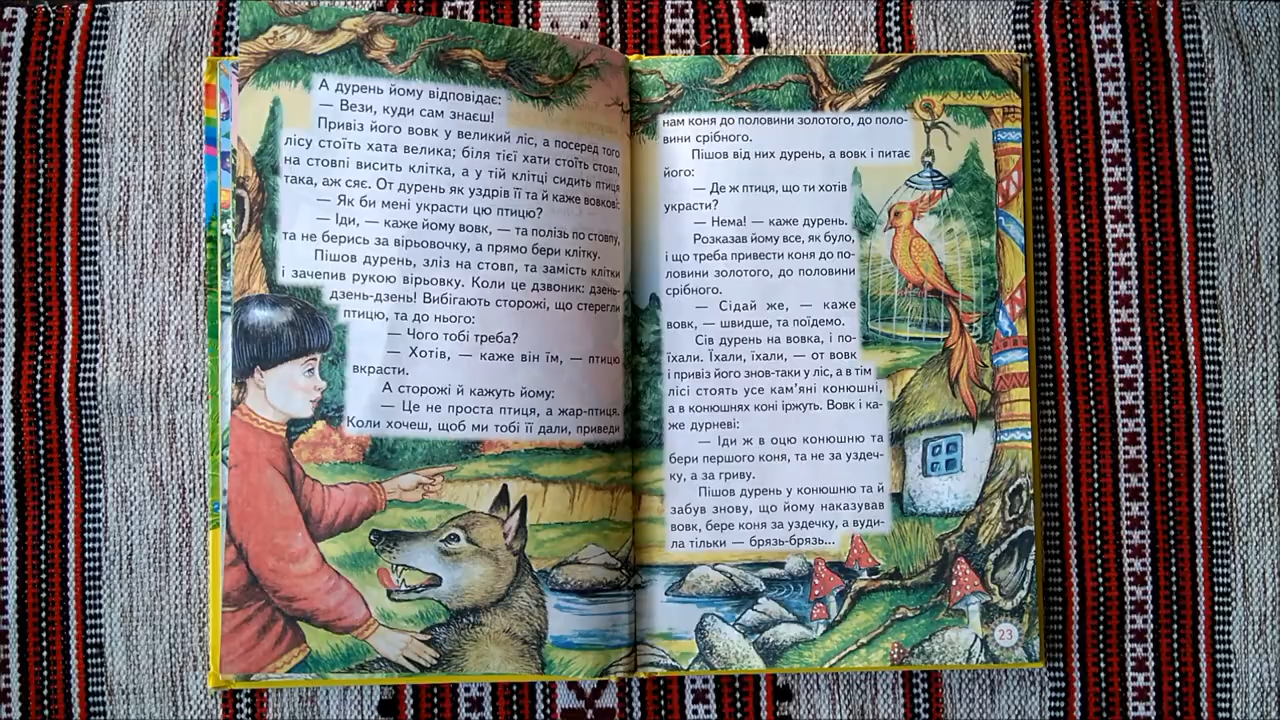 А дурень йому відповідає:
— Вези, куди сам знаєш!
Привіз його вовк у великий ліс, а посеред того
лісу стоїть хата велика; біля тієї хати стоїть стовп,
на стовпі висить клітка, а у тій клітці сидить птиця
така, аж сяє. От дурень як уздрів її та й каже вовкові:
— Як би мені украсти цю птицю?
— Іди, — каже йому вовк, — та полізь по стовпу,
та не берись за вірьовочку, а прямо бери клітку.
Пішов дурень, зліз на стовп, та замість клітки
і зачепив рукою вірьовку. Коли це дзвоник: дзень-
дзень-дзень! Вибігають сторожі, що стерегли
птицю, та до нього:
— Чого тобі треба?
— Хотів, — каже він їм, — птицю
вкрасти.
А сторожі й кажуть йому:
— Це не проста птиця, а жар-птиця.
Коли хочеш, щоб ми тобі її дали, приведи
нам коня до половини золотого, до поло-
вини срібного.
Пішов від них дурень, а вовк і питає
його:
— Де ж птиця, що ти хотів
украсти?
— Нема! — каже дурень.
Розказав йому все, як було,
і що треба привести коня до по-
ловини золотого, до половини
срібного.
— Сідай же, — каже
вовк, — швидше, та поїдемо.
Сів дурень на вовка, і по-
їхали. Їхали, їхали, — от вовк
і привіз його знов-таки у ліс, а в тім
лісі стоять усе кам’яні конюшні,
а в конюшнях коні іржуть. Вовк і ка-
же дурневі:
— Іди ж в оцю конюшню та
бери першого коня, та не за уздеч-
ку, а за гриву.
Пішов дурень у конюшню та й
забув знову, що йому наказував
вовк, бере коня за уздечку, а вуди-
ла тільки — брязь-брязь...
23